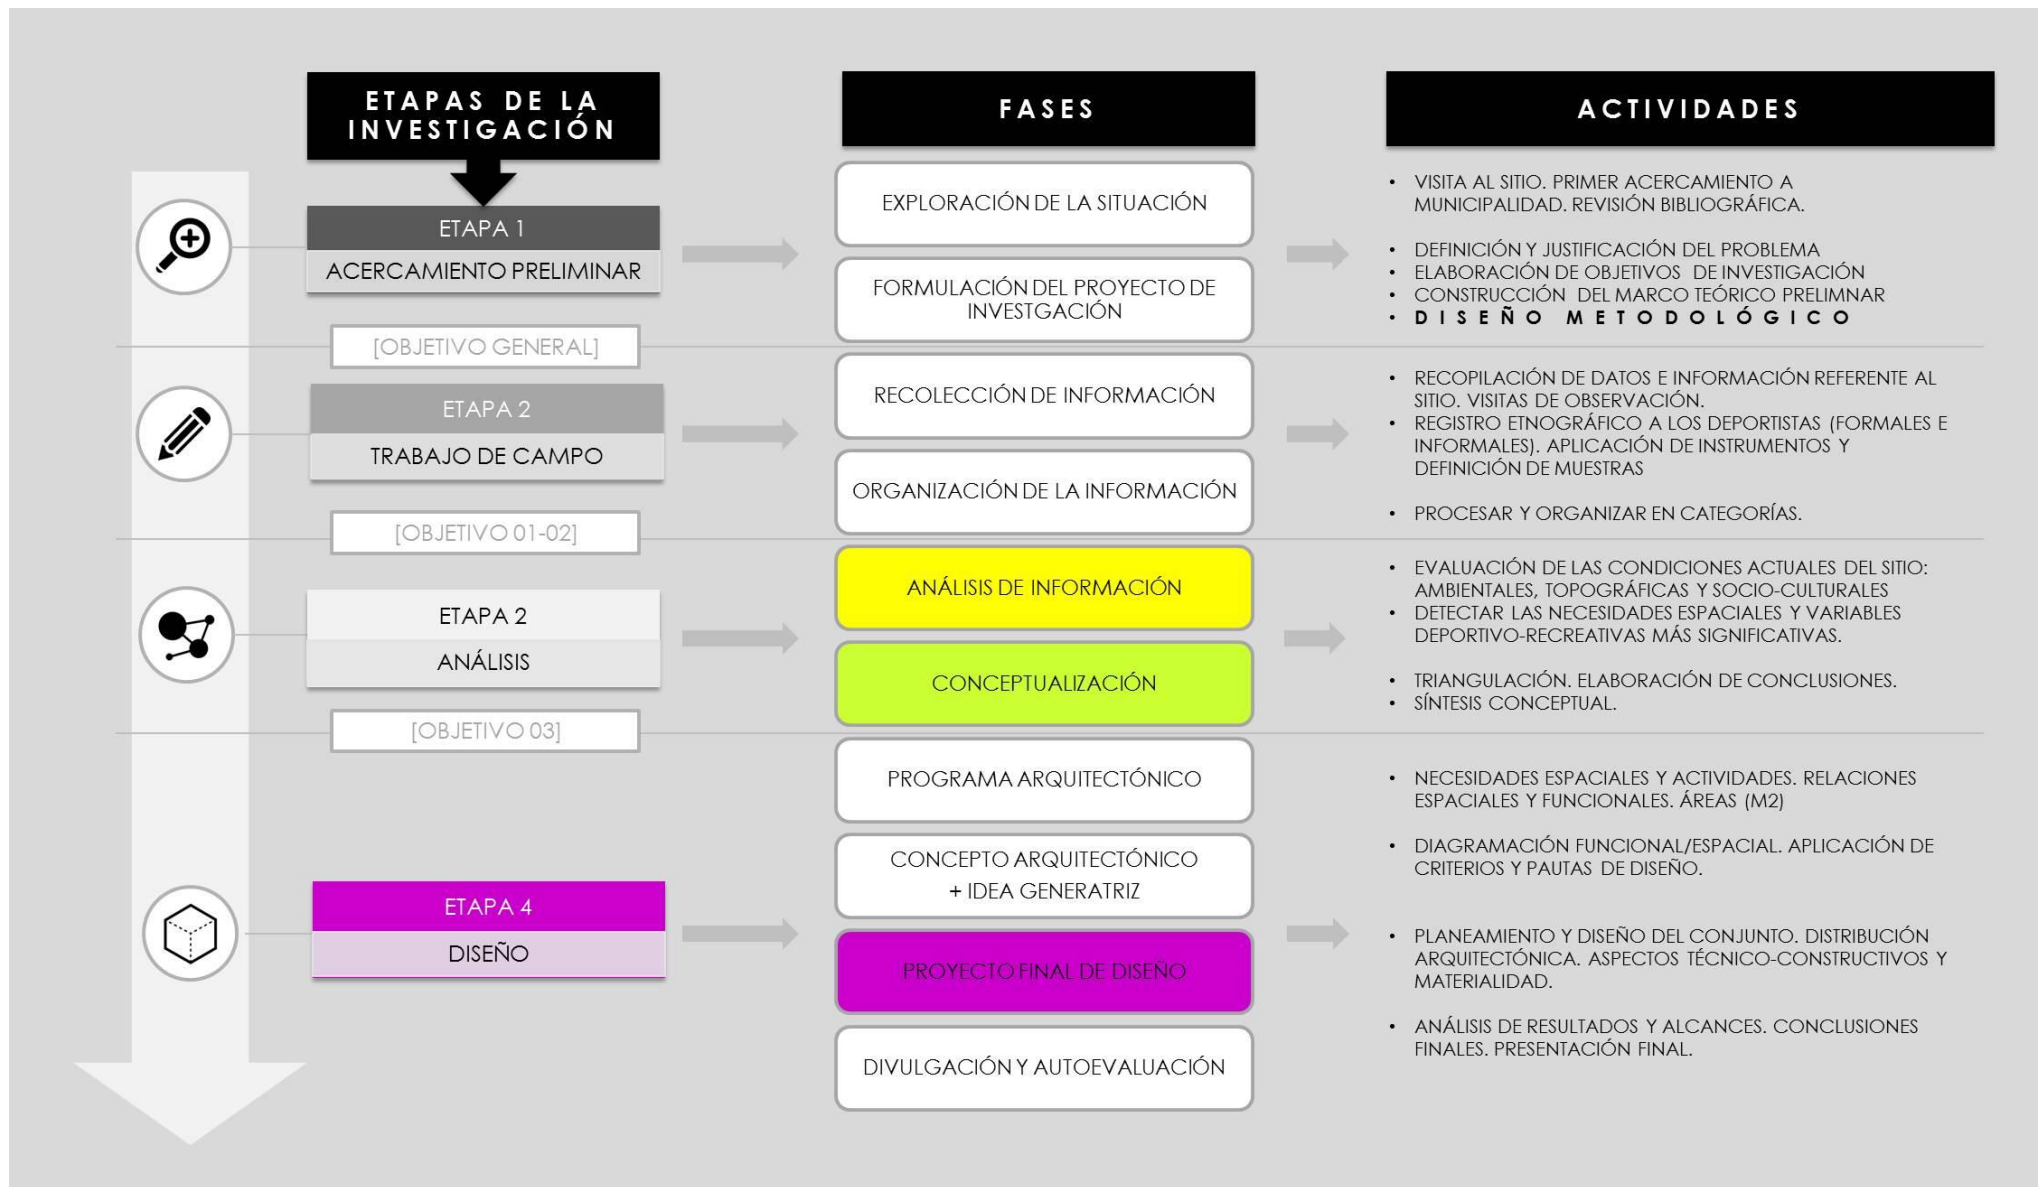 ETAPAS DE LA
INVESTIGACIÓN
FASES
ACTIVIDADES
ETAPA 1
ACERCAMIENTO PRELIMINAR
EXPLORACIÓN DE LA SITUACIÓN
FORMULACIÓN DEL PROYECTO DE
INVESTGACIÓN
• VISITA AL SITIO. PRIMER ACERCAMIENTO A
MUNICIPALIDAD. REVISIÓN BIBLIOGRÁFICA.
• DEFINICIÓN Y JUSTIFICACIÓN DEL PROBLEMA
• ELABORACIÓN DE OBJETIVOS DE INVESTIGACIÓN
• CONSTRUCCIÓN DEL MARCO TEÓRICO PRELIMNAR
• DISEÑO METODOLÓGICO
[OBJETIVO GENERAL]
ETAPA 2
TRABAJO DE CAMPO
RECOLECCIÓN DE INFORMACIÓN
ORGANIZACIÓN DE LA INFORMACIÓN
• RECOPILACIÓN DE DATOS E INFORMACIÓN REFERENTE AL
SITIO. VISITAS DE OBSERVACIÓN.
• REGISTRO ETNOGRÁFICO A LOS DEPORTISTAS (FORMALES E
INFORMALES). APLICACIÓN DE INSTRUMENTOS Y
DEFINICIÓN DE MUESTRAS
• PROCESAR Y ORGANIZAR EN CATEGORÍAS.
[OBJETIVO 01-02]
ETAPA 2
ANÁLISIS
ANÁLISIS DE INFORMACIÓN
CONCEPTUALIZACIÓN
• EVALUACIÓN DE LAS CONDICIONES ACTUALES DEL SITIO:
AMBIENTALES, TOPOGRÁFICAS Y SOCIO-CULTURALES
• DETECTAR LAS NECESIDADES ESPACIALES Y VARIABLES
DEPORTIVO-RECREATIVAS MÁS SIGNIFICATIVAS.
• TRIANGULACIÓN. ELABORACIÓN DE CONCLUSIONES.
• SÍNTESIS CONCEPTUAL.
[OBJETIVO 03]
ETAPA 4
DISEÑO
PROGRAMA ARQUITECTÓNICO
CONCEPTO ARQUITECTÓNICO
+ IDEA GENERATRIZ
PROYECTO FINAL DE DISEÑO
DIVULGACIÓN Y AUTOEVALUACIÓN
• NECESIDADES ESPACIALES Y ACTIVIDADES. RELACIONES
ESPACIALES Y FUNCIONALES. ÁREAS (M2)
• DIAGRAMACIÓN FUNCIONAL/ESPACIAL. APLICACIÓN DE
CRITERIOS Y PAUTAS DE DISEÑO.
• PLANEAMIENTO Y DISEÑO DEL CONJUNTO. DISTRIBUCIÓN
ARQUITECTÓNICA. ASPECTOS TÉCNICO-CONSTRUCTIVOS Y
MATERIALIDAD.
• ANÁLISIS DE RESULTADOS Y ALCANCES. CONCLUSIONES
FINALES. PRESENTACIÓN FINAL.